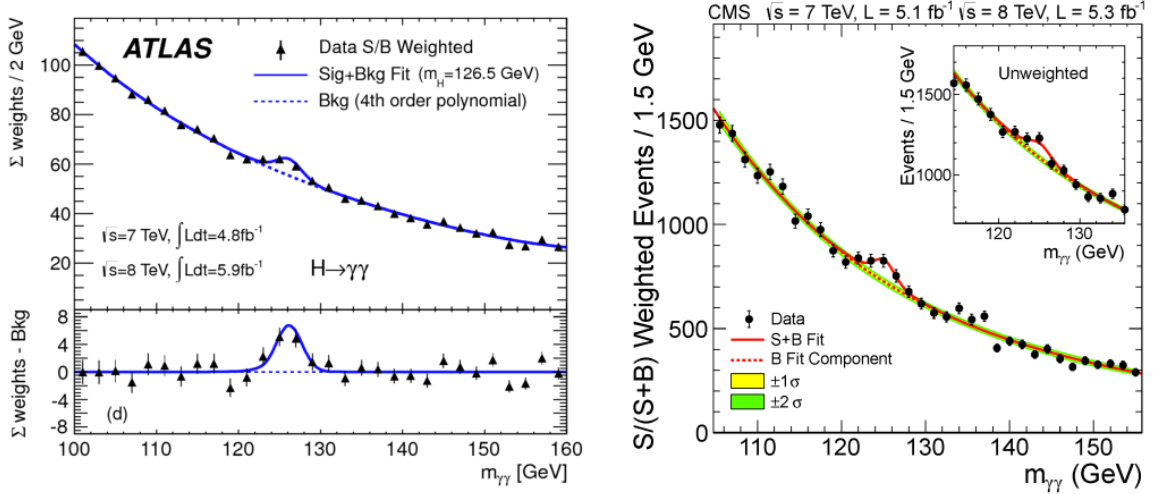 ATLAS
Data S/B Weighted
Sig+Bkg Fit (mH=126.5 GeV)
Bkg (4th order polynomial)
Σ weights / 2 GeV
100
80
60
40
20
√s=7 TeV, ∫Ldt=4.8fb-1
√s=8 TeV, ∫Ldt=5.9fb-1
H→γγ
Σ weights - Bkg
8
4
0
-4
-8
(d)
100 110 120 130 140 150 160
mγγ [GeV]
CMS √s = 7 TeV, L = 5.1 fb-1 √s = 8 TeV, L = 5.3 fb-1
S/(S+B) Weighted Events / 1.5 GeV
1500
1000
500
0
Unweighted
Events / 1.5 GeV
1500
1000
120 130
mγγ (GeV)
Data
S+B Fit
B Fit Component
±1σ
±2 σ
110 120 130 140 150
mγγ (GeV)